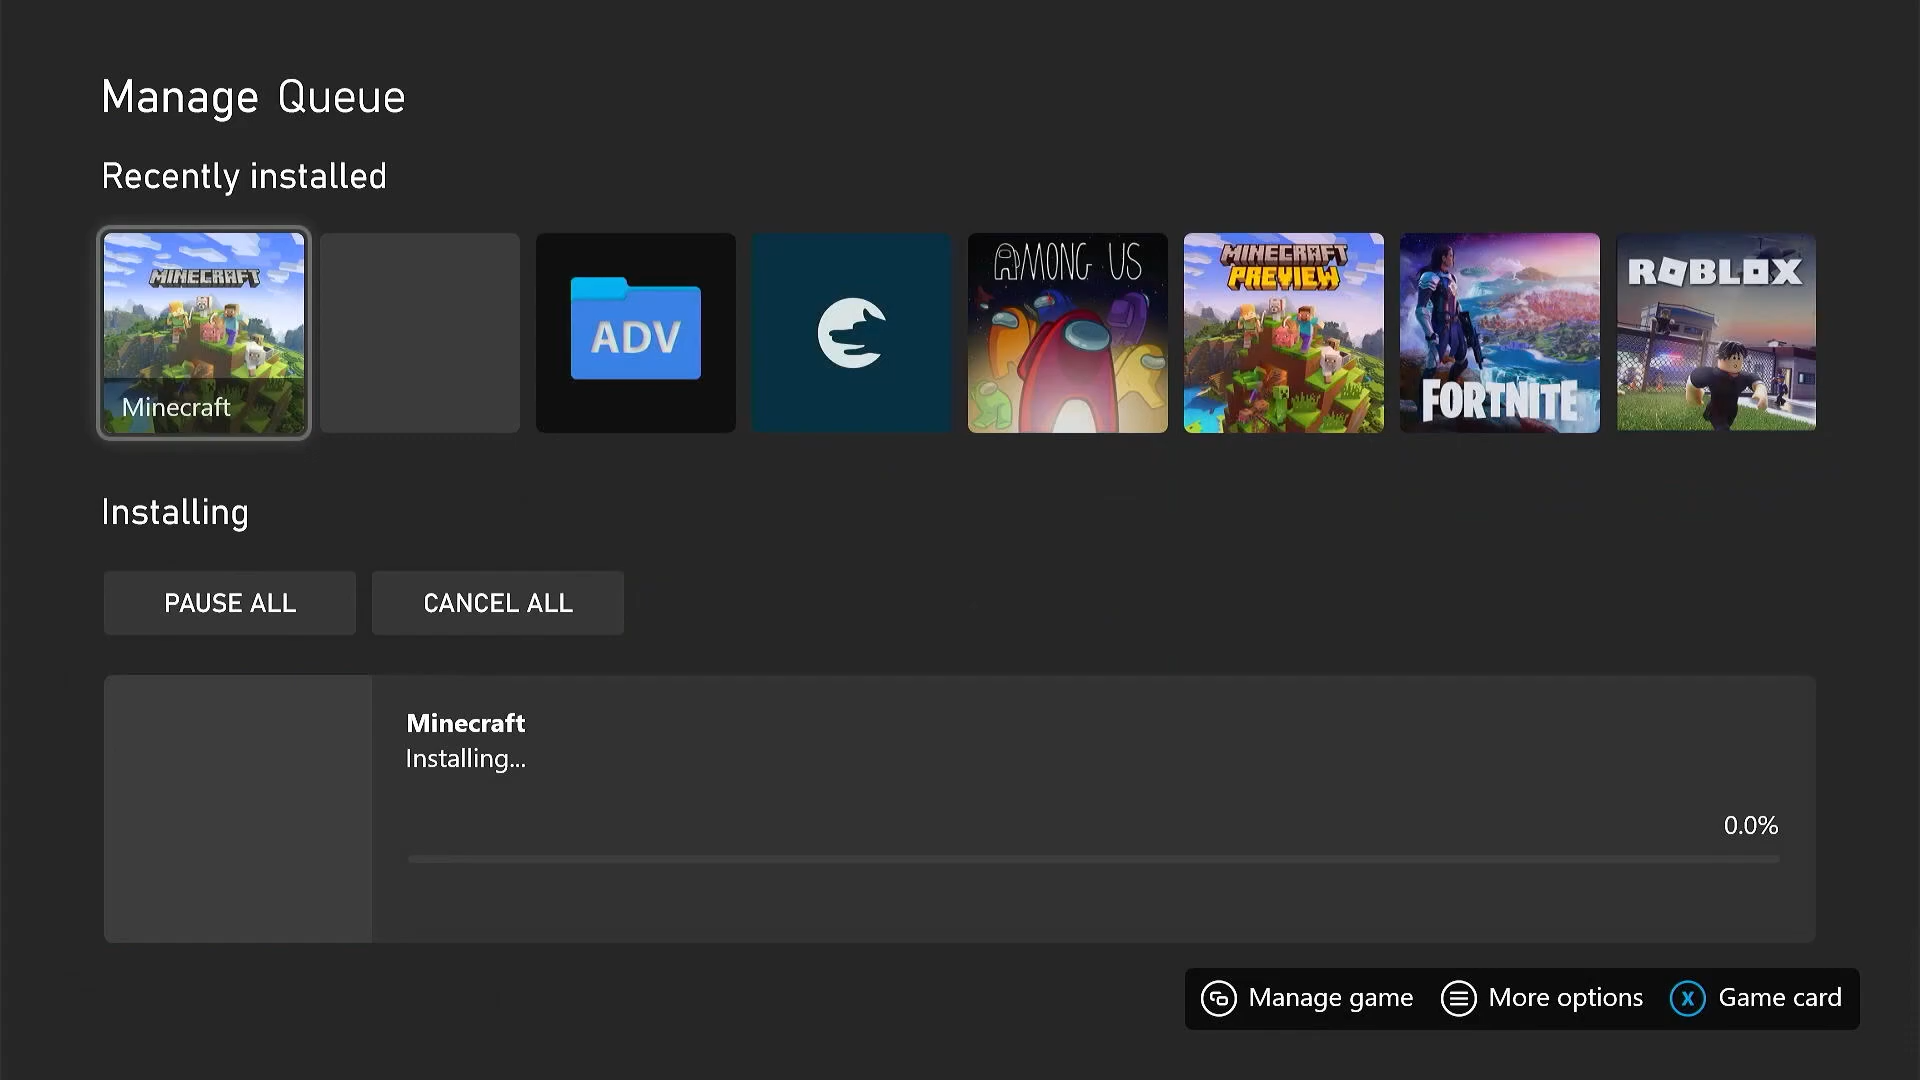 Manage Queue
Recently installed
MINECRAFT
Minecraft
ADV
AMONG US
MINECRAFT
PREVIEW
FORTNITE
ROBLOX
Installing
PAUSE ALL
CANCEL ALL
Minecraft
Installing...
0.0%
Manage game
More options
X
Game card